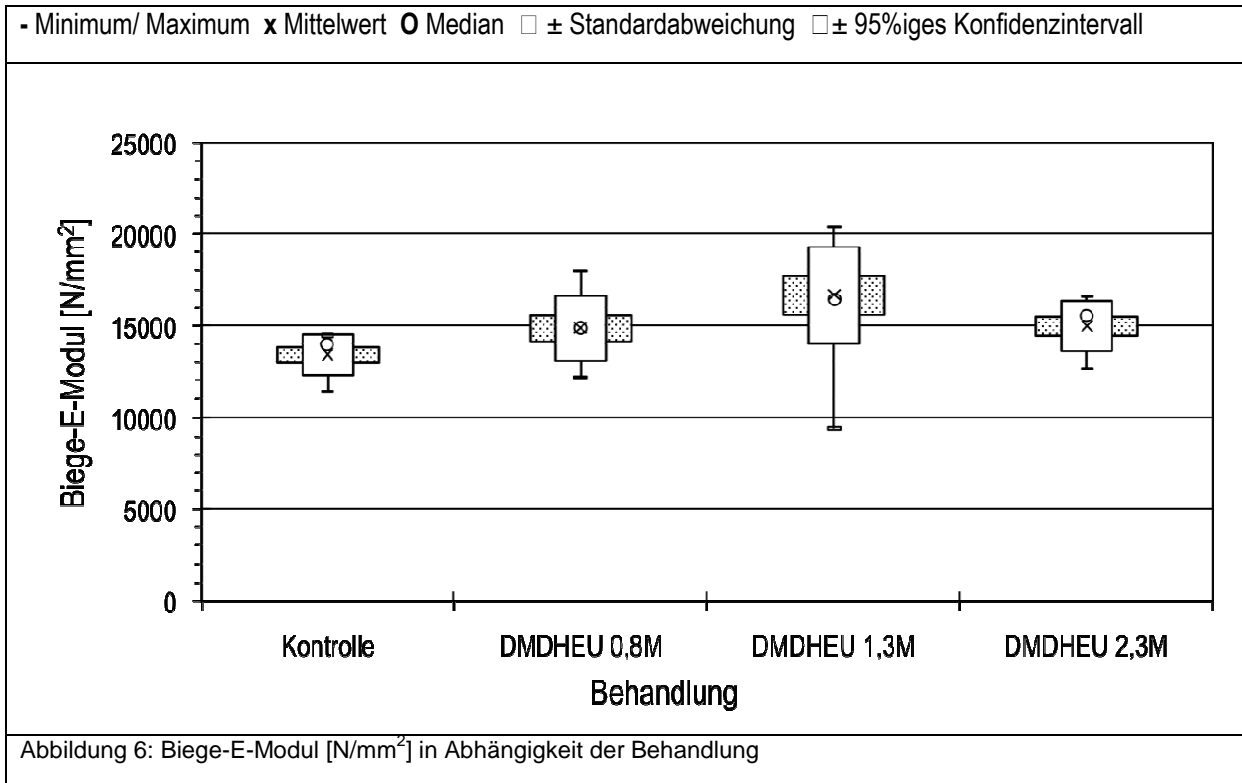 - Minimum/ Maximum x Mittelwert O Median □ ± Standardabweichung □ ± 95%iges Konfidenzintervall
25000
20000
15000
10000
5000
0
Biege-E-Modul [N/mm²]
Kontrolle DMDHEU 0,8M DMDHEU 1,3M DMDHEU 2,3M
Behandlung
Abbildung 6: Biege-E-Modul [N/mm²] in Abhängigkeit der Behandlung